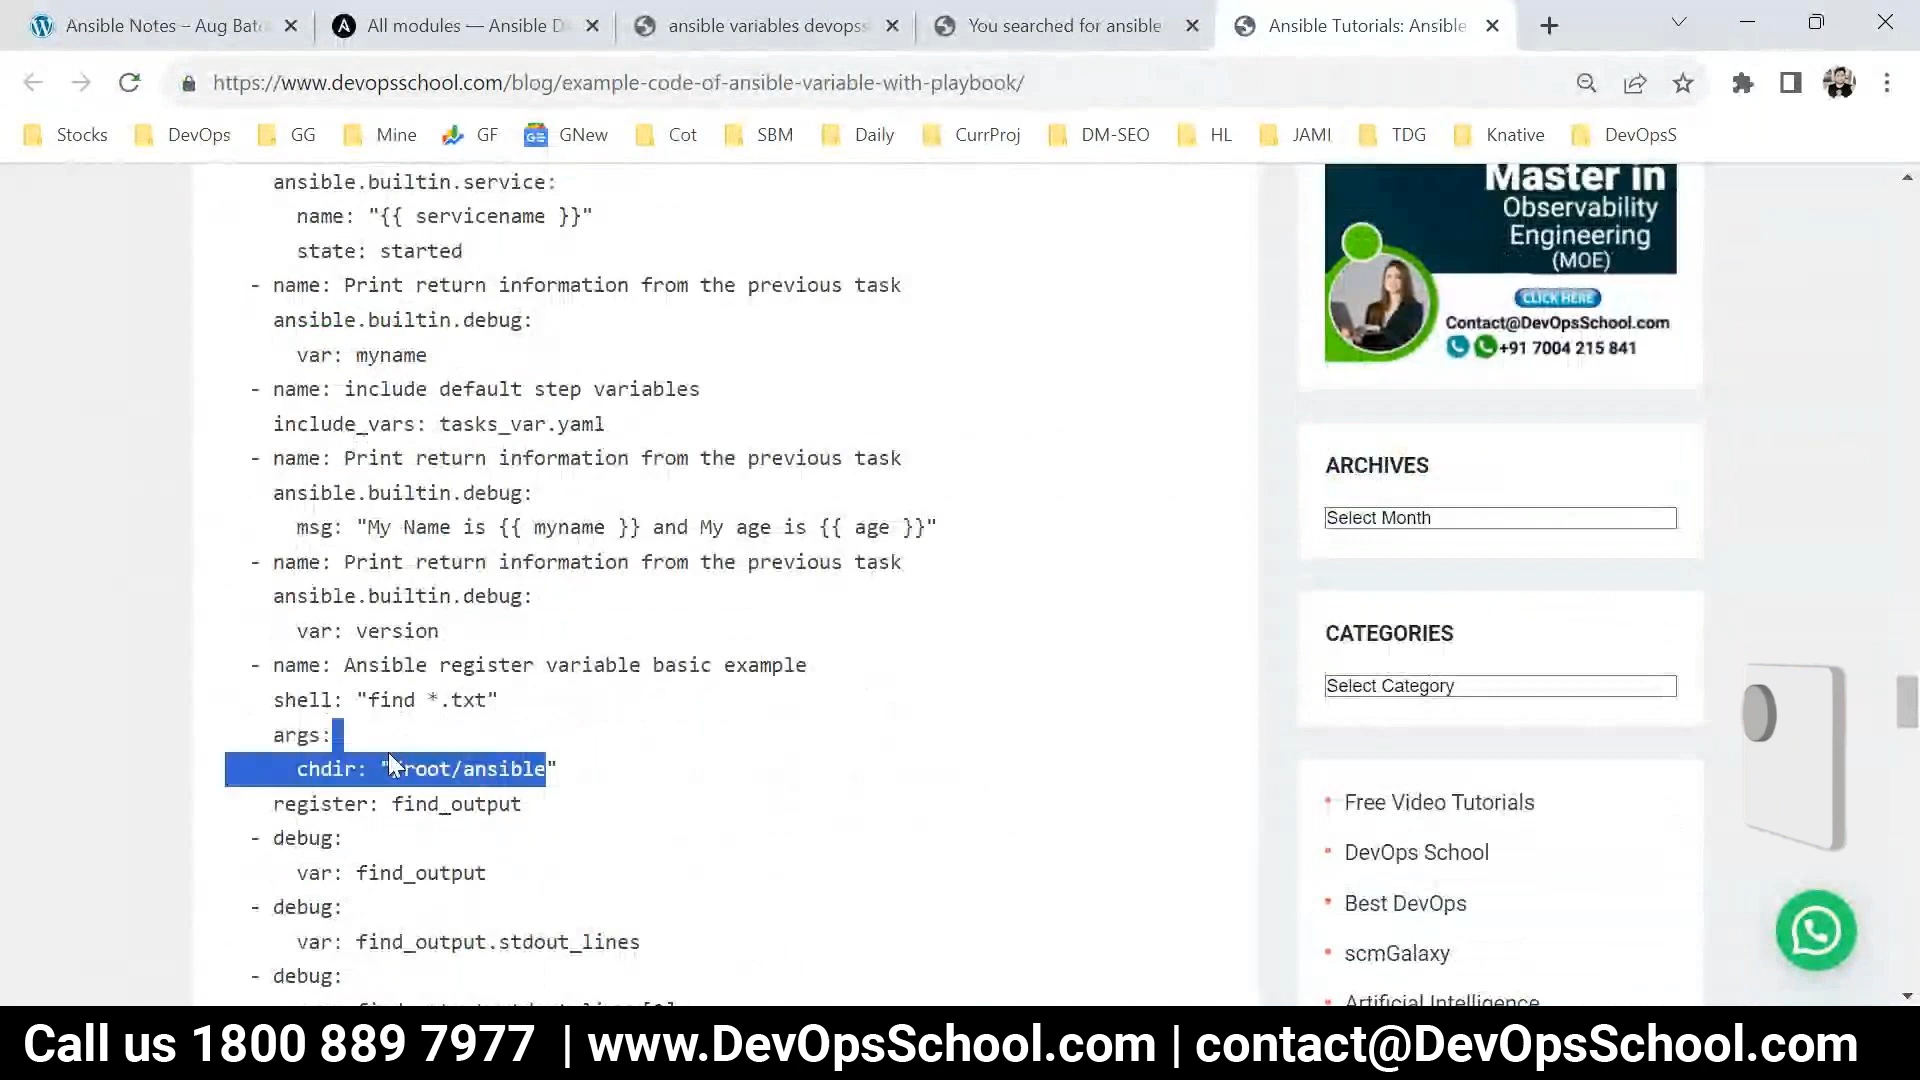 Ansible Notes – Aug Batc
All modules — Ansible D
ansible variables devopss
You searched for ansible
Ansible Tutorials: Ansible
https://www.devopsschool.com/blog/example-code-of-ansible-variable-with-playbook/
Stocks
DevOps
GG
Mine
GF
GE
GNew
Cot
SBM
Daily
CurrProj
DM-SEO
HL
JAMI
TDG
Knative
DevOpsS
ansible.builtin.service:
name: "{{ servicename }}"
state: started
- name: Print return information from the previous task
ansible.builtin.debug:
var: myname
- name: include default step variables
include_vars: tasks_var.yaml
- name: Print return information from the previous task
ansible.builtin.debug:
msg: "My Name is {{ myname }} and My age is {{ age }}"
- name: Print return information from the previous task
ansible.builtin.debug:
var: version
- name: Ansible register variable basic example
shell: "find *.txt"
args:
chdir: "/root/ansible"
register: find_output
- debug:
var: find_output
- debug:
var: find_output.stdout_lines
- debug:
Master in
Observability
Engineering
(MOE)
CLICK HERE
Contact@DevOpsSchool.com
+91 7004 215 841
ARCHIVES
Select Month
CATEGORIES
Select Category
Free Video Tutorials
DevOps School
Best DevOps
scmGalaxy
Artificial Intelligence
Call us 1800 889 7977 | www.DevOpsSchool.com | contact@DevOpsSchool.com